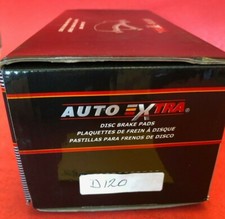 AUTO EXTRA
DISC BRAKE PADS
PLAQUETTES DE FREIN À DISQUE
PASTILLAS PARA FRENOS DE DISCO
D120